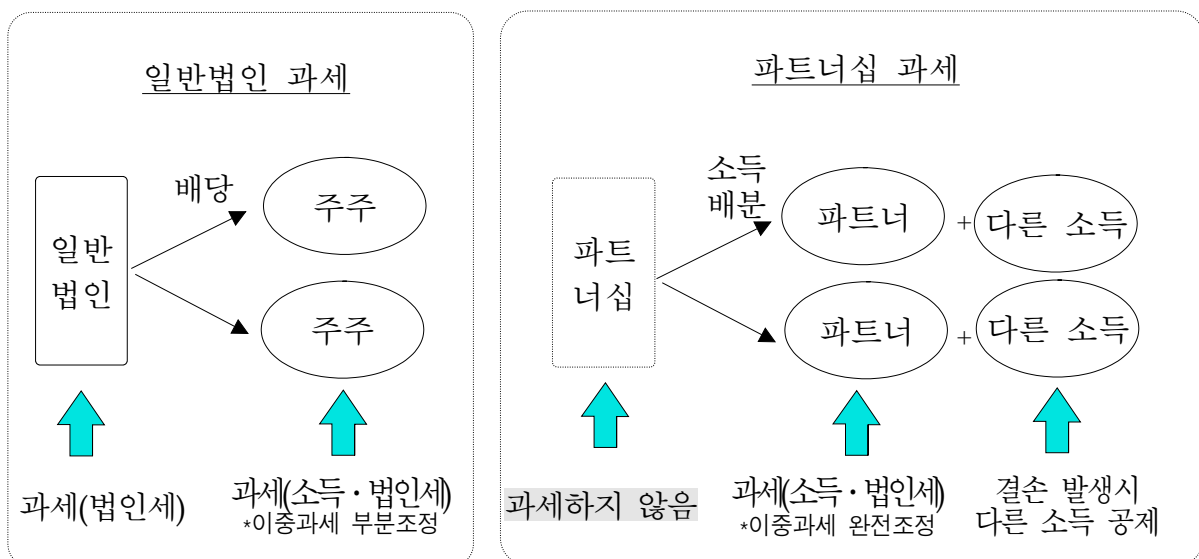 일반법인 과세
배당
일반
법인
주주
주주
과세(법인세)
과세(소득·법인세)
*이중과세 부분조정
파트너십 과세
소득
배분
파트
너십
파트너 + 다른 소득
파트너 + 다른 소득
과세하지 않음
과세(소득·법인세)
*이중과세 완전조정
결손 발생시
다른 소득 공제